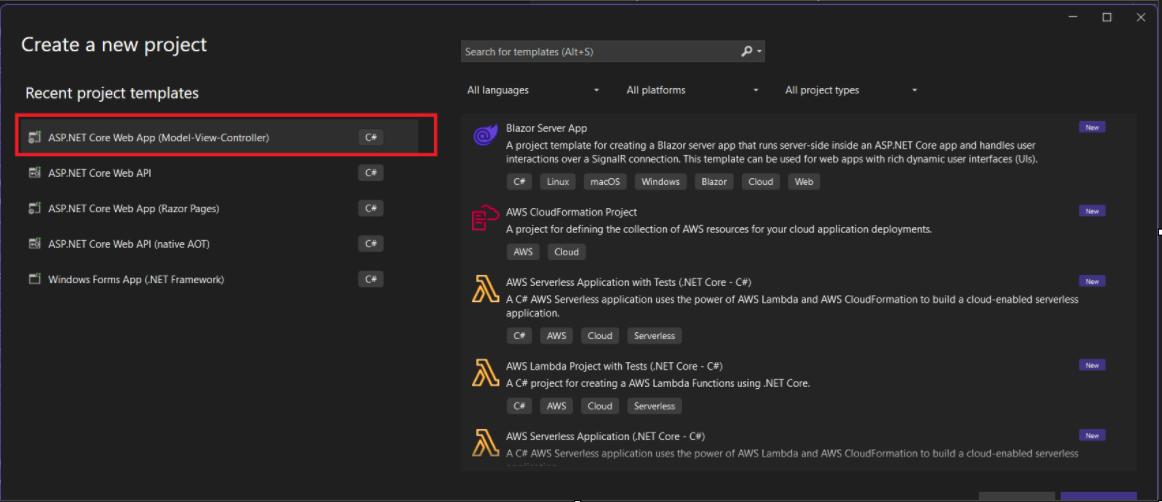 Create a new project
Search for templates (Alt+S)
All languages
All platforms
All project types
Recent project templates
ASP.NET Core Web App (Model-View-Controller)
C#
ASP.NET Core Web API
C#
ASP.NET Core Web App (Razor Pages)
C#
ASP.NET Core Web API (native AOT)
C#
Windows Forms App (.NET Framework)
C#
Blazor Server App
New
A project template for creating a Blazor server app that runs server-side inside an ASP.NET Core app and handles user
interactions over a SignalR connection. This template can be used for web apps with rich dynamic user interfaces (UIs).
C# Linux macOS Windows Blazor Cloud Web
AWS CloudFormation Project
New
A project for defining the collection of AWS resources for your cloud application deployments.
AWS Cloud
AWS Serverless Application with Tests (.NET Core - C#)
New
A C# AWS Serverless application uses the power of AWS Lambda and AWS CloudFormation to build a cloud-enabled serverless
application.
C# AWS Cloud Serverless
AWS Lambda Project with Tests (.NET Core - C#)
New
A C# project for creating a AWS Lambda Functions using .NET Core.
C# AWS Cloud Serverless
AWS Serverless Application (.NET Core - C#)
New
A C# AWS Serverless application uses the power of AWS Lambda and AWS CloudFormation to build a cloud-enabled serverless